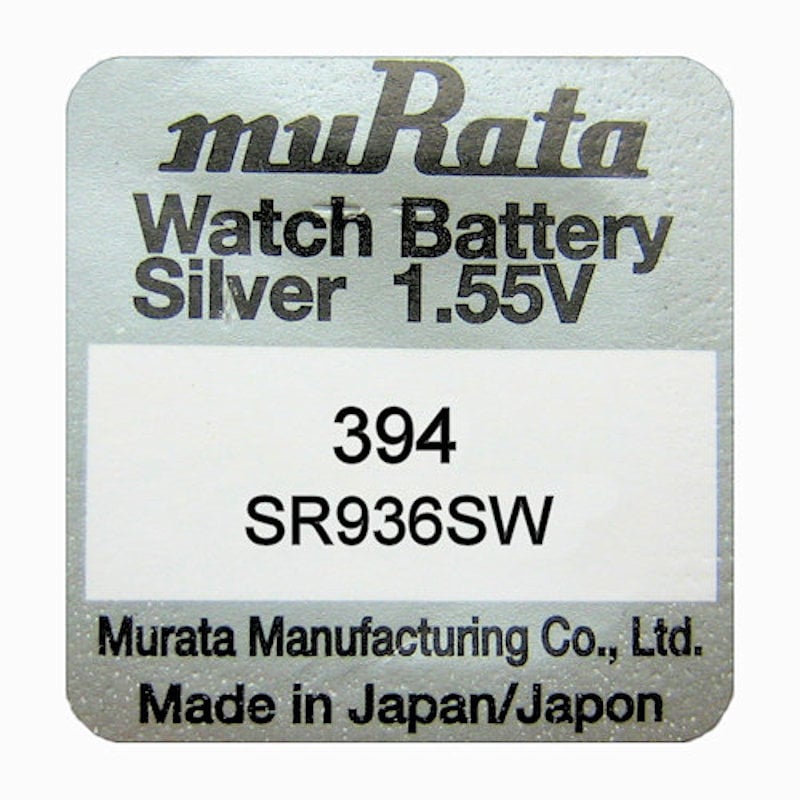 muRata
Watch Battery
Silver 1.55V
394
SR936SW
Murata Manufacturing Co., Ltd.
Made in Japan/Japon